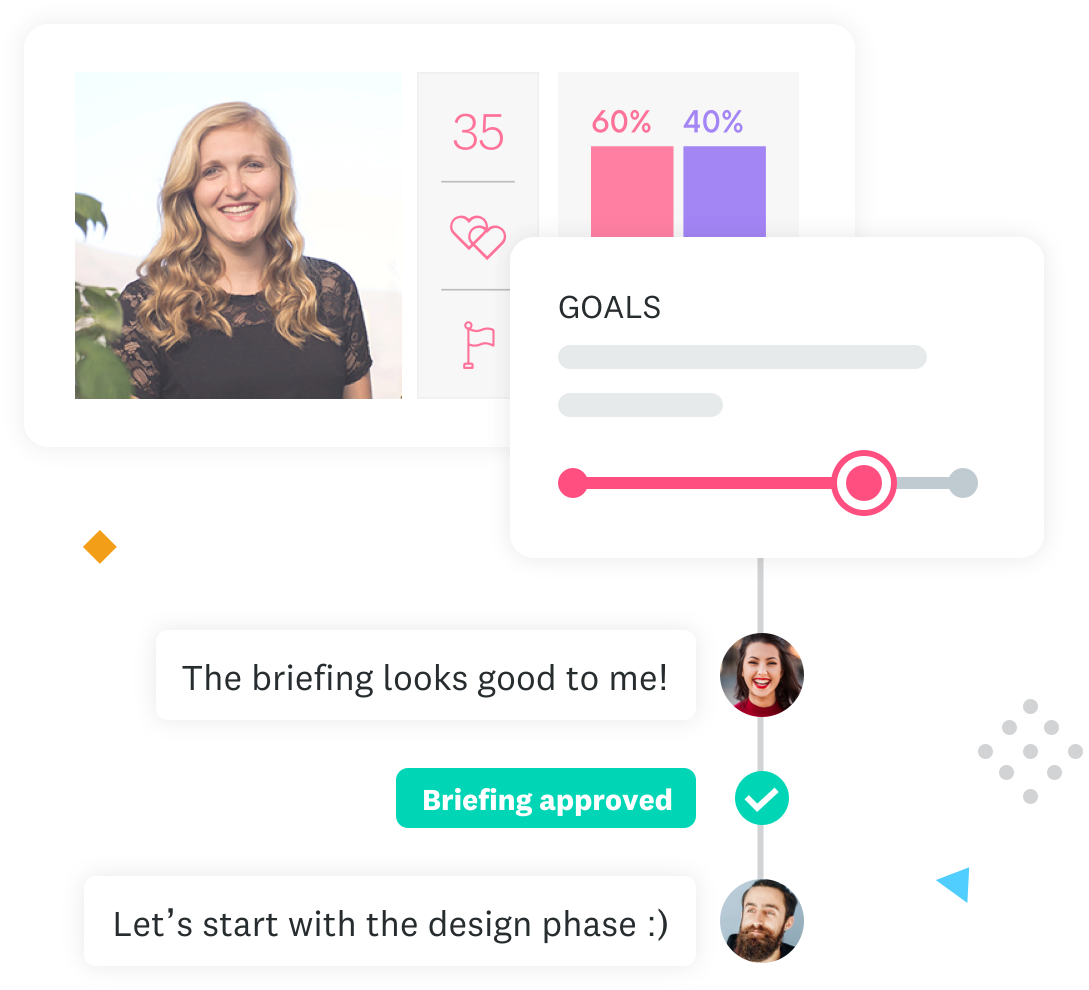 35
60% 40%
GOALS
The briefing looks good to me!
Briefing approved
Let’s start with the design phase :)